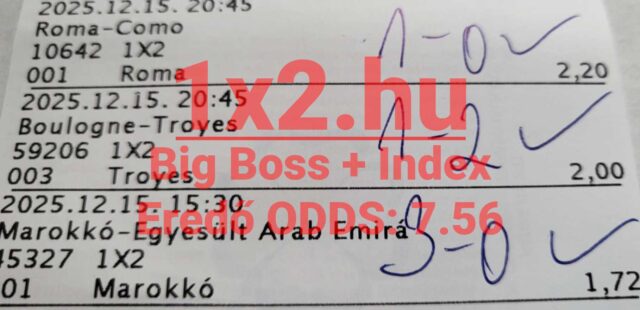 2025.12.15. 20:45
Roma-Como
10642 1X2
001 Roma 2,20
1-0 ✓
2025.12.15. 20:45
Boulogne-Troyes
59206 1X2
003 Troyes 2,00
1-2 ✓
2025.12.15. 15:30
Marokkó-Egyesült Arab Emirá
45327 1X2
01 Marokkó 1,72
3-0 ✓
1x2.hu
Big Boss + Index
Eredő ODDS: 7.56